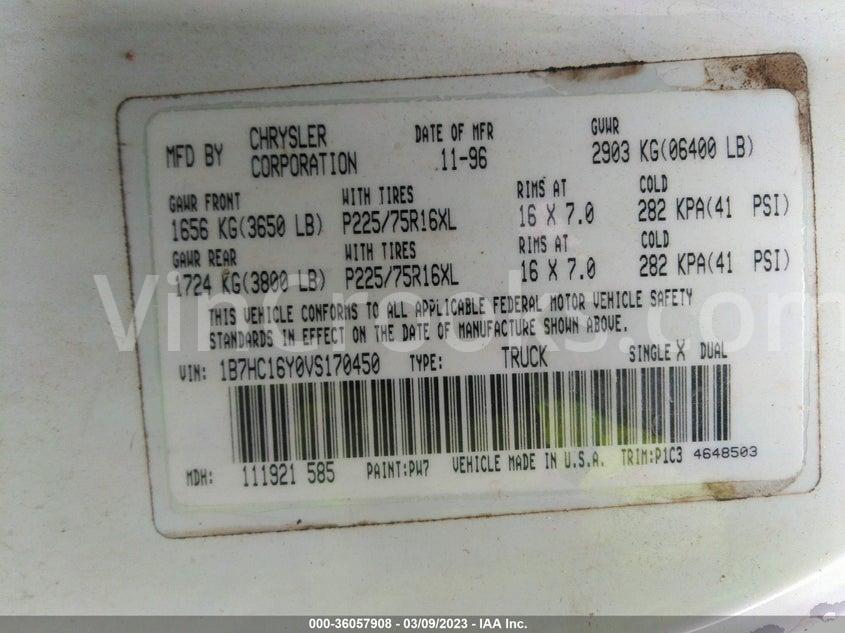 MFD BY CHRYSLER CORPORATION DATE OF MFR 11-96 GVWR 2903 KG(06400 LB)
GAWR FRONT WITH TIRES RIMS AT COLD
1656 KG(3650 LB) P225/75R16XL 16 X 7.0 282 KPA(41 PSI)
GAWR REAR WITH TIRES RIMS AT COLD
1724 KG(3800 LB) P225/75R16XL 16 X 7.0 282 KPA(41 PSI)
THIS VEHICLE CONFORMS TO ALL APPLICABLE FEDERAL MOTOR VEHICLE SAFETY
STANDARDS IN EFFECT ON THE DATE OF MANUFACTURE SHOWN ABOVE.
VIN: 1B7HC16Y0VS170450 TYPE: TRUCK SINGLE X DUAL
MDH: 111921 585 PAINT:PW7 VEHICLE MADE IN U.S.A. TRIM:P1C3 4648503
VinCrooks.com
000-36057908 - 03/09/2023 - IAA Inc.